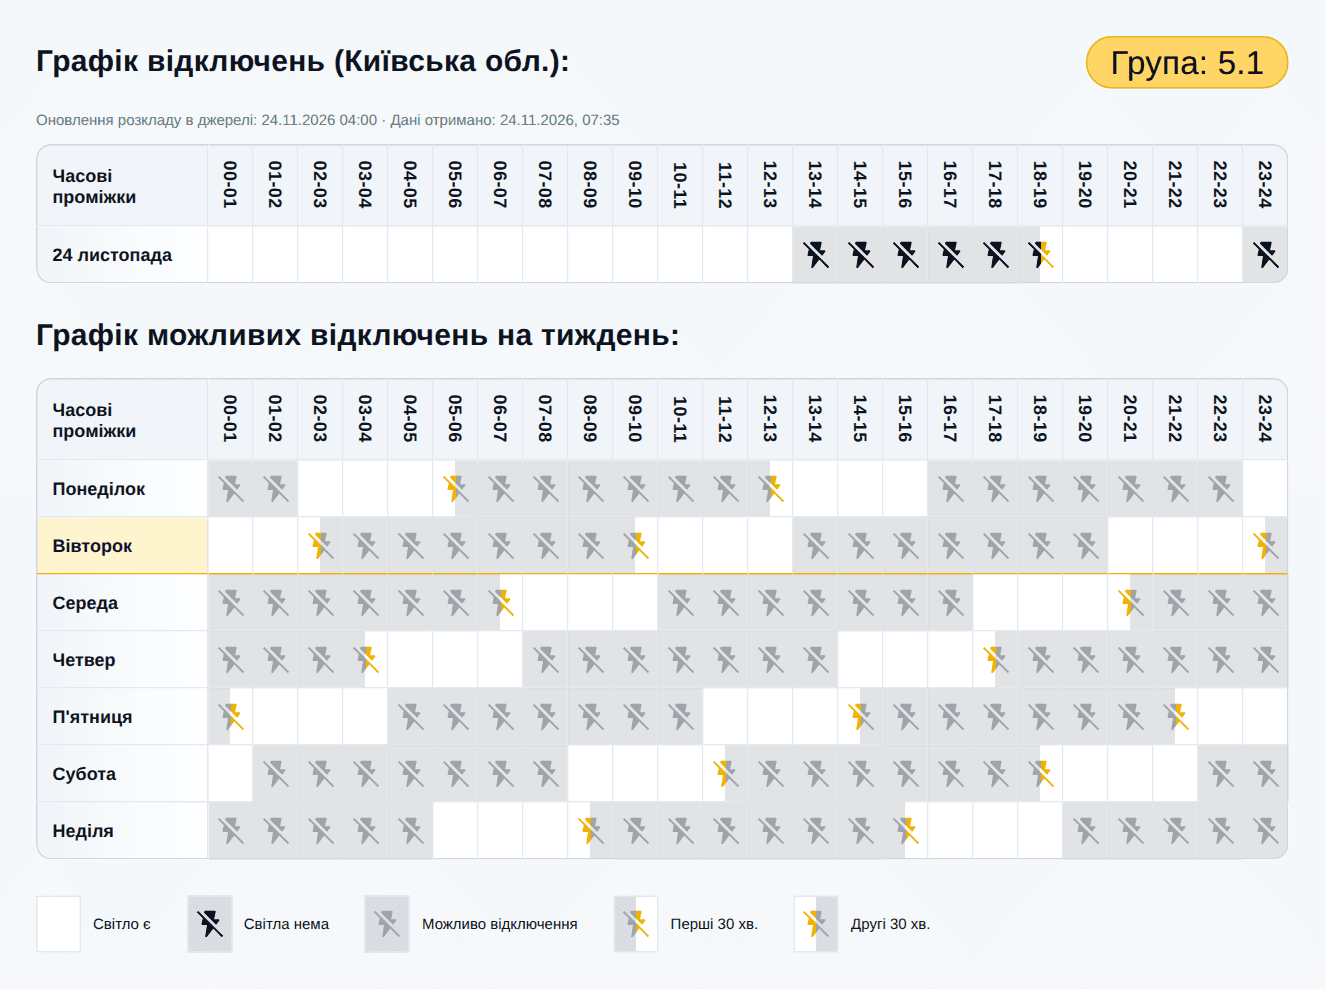 Графік відключень (Київська обл.):
Група: 5.1
Оновлення розкладу в джерелі: 24.11.2026 04:00 · Дані отримано: 24.11.2026, 07:35
Часові проміжки 00-01 01-02 02-03 03-04 04-05 05-06 06-07 07-08 08-09 09-10 10-11 11-12 12-13 13-14 14-15 15-16 16-17 17-18 18-19 19-20 20-21 21-22 22-23 23-24
24 листопада
Графік можливих відключень на тиждень:
Часові проміжки 00-01 01-02 02-03 03-04 04-05 05-06 06-07 07-08 08-09 09-10 10-11 11-12 12-13 13-14 14-15 15-16 16-17 17-18 18-19 19-20 20-21 21-22 22-23 23-24
Понеділок
Вівторок
Середа
Четвер
П'ятниця
Субота
Неділя
Світло є Світла нема Можливо відключення Перші 30 хв. Другі 30 хв.